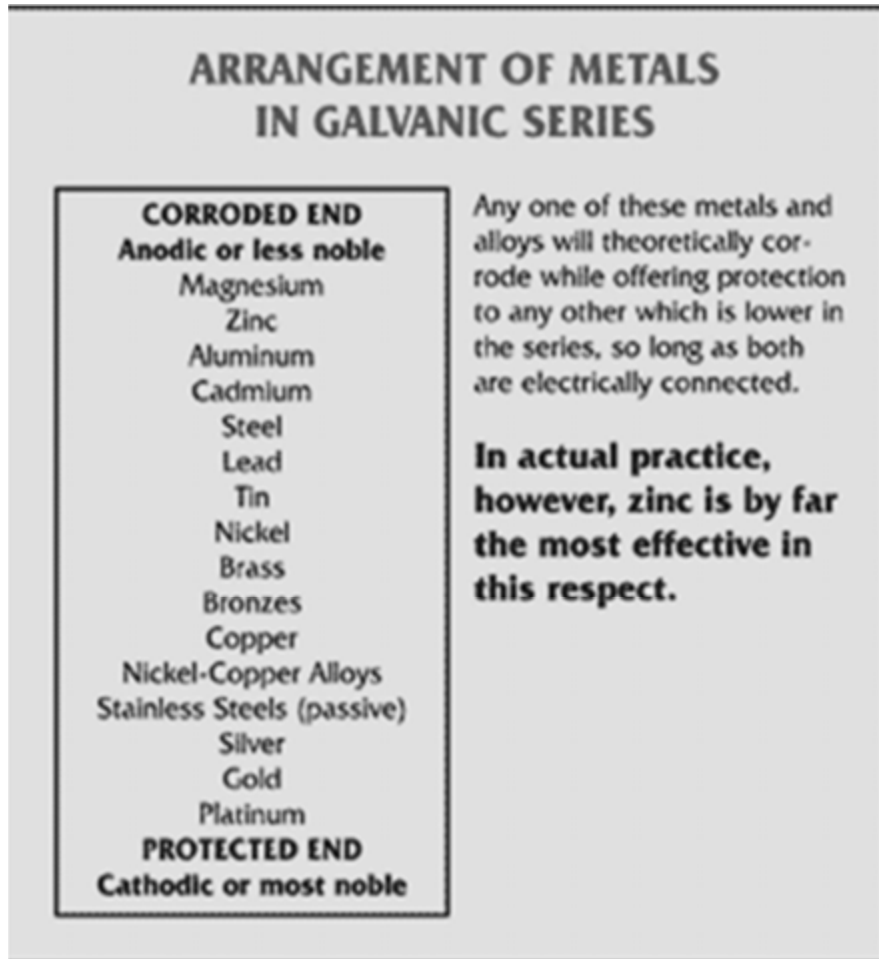 ARRANGEMENT OF METALS
IN GALVANIC SERIES
CORRODED END
Anodic or less noble
Magnesium
Zinc
Aluminum
Cadmium
Steel
Lead
Tin
Nickel
Brass
Bronzes
Copper
Nickel-Copper Alloys
Stainless Steels (passive)
Silver
Gold
Platinum
PROTECTED END
Cathodic or most noble
Any one of these metals and
alloys will theoretically cor-
rode while offering protection
to any other which is lower in
the series, so long as both
are electrically connected.
In actual practice,
however, zinc is by far
the most effective in
this respect.